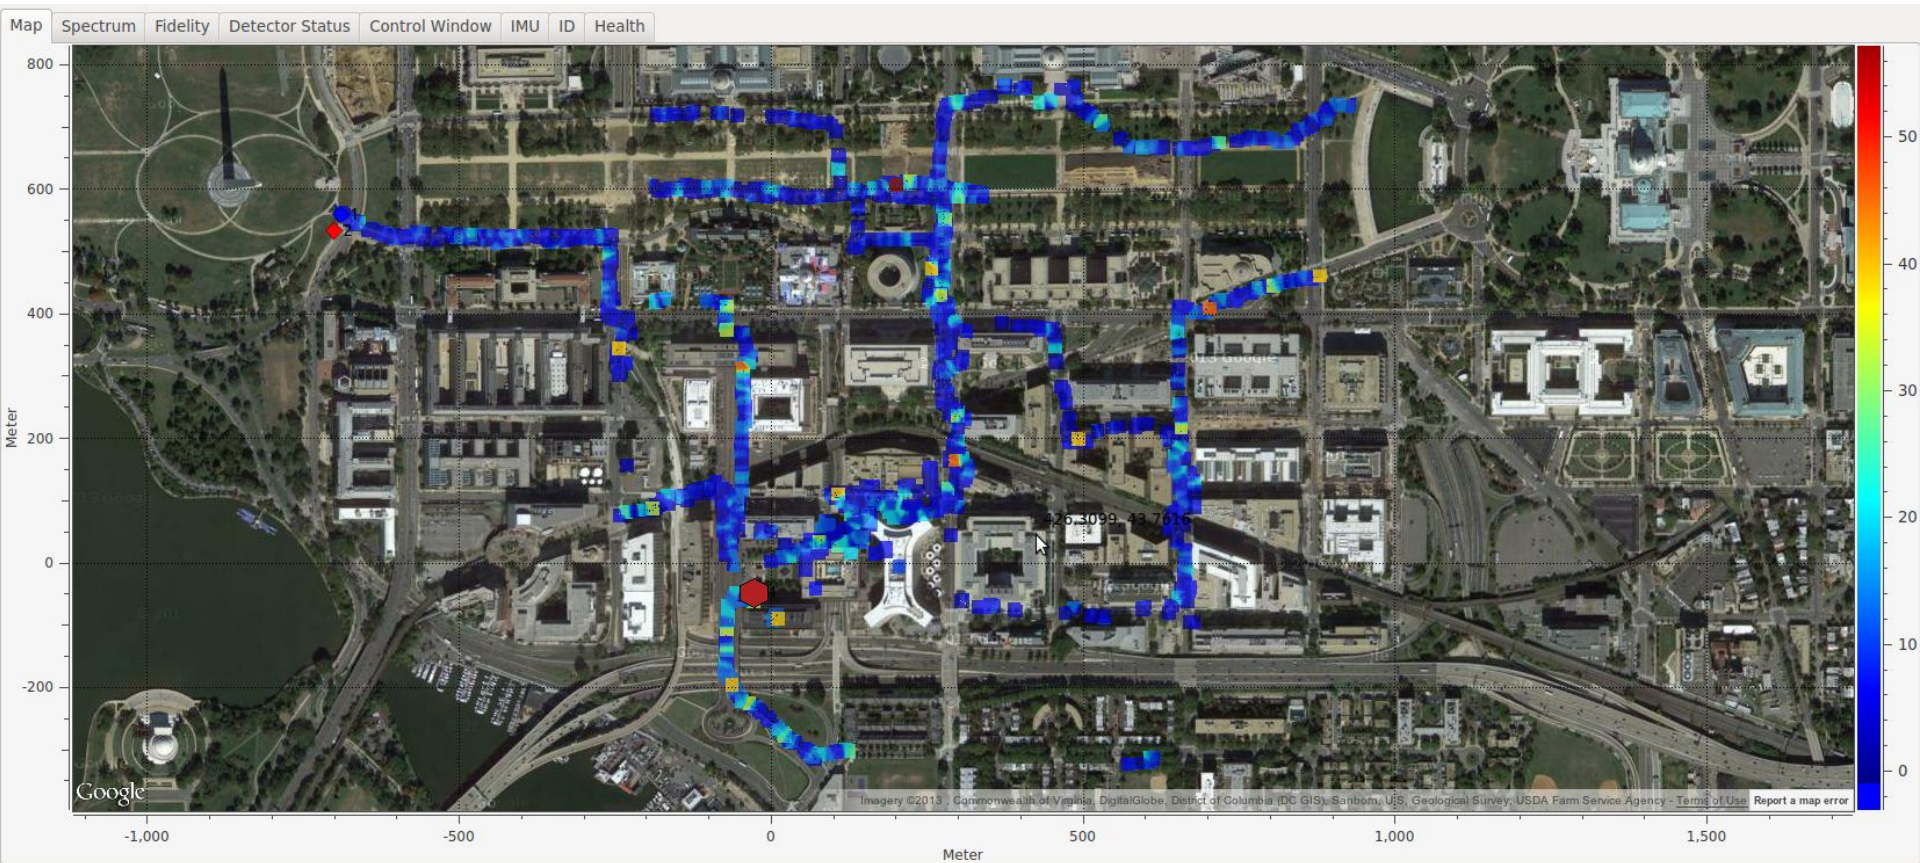 Map Spectrum Fidelity Detector Status Control Window IMU ID Health
800
600
400
200
0
-200
Meter
-1,000 -500 0 500 1,000 1,500
Meter
50
40
30
20
10
0
426.3099, 43.7616
2
Google
Imagery ©2013 , Commonwealth of Virginia, DigitalGlobe, District of Columbia (DC GIS), Sanborn, U.S. Geological Survey, USDA Farm Service Agency - Terms of Use
Report a map error